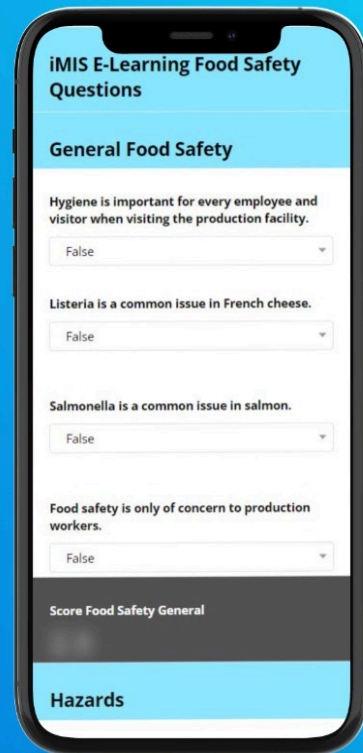 iMIS E-Learning Food Safety
Questions
General Food Safety
Hygiene is important for every employee and
visitor when visiting the production facility.
False
Listeria is a common issue in French cheese.
False
Salmonella is a common issue in salmon.
False
Food safety is only of concern to production
workers.
False
Score Food Safety General
Hazards